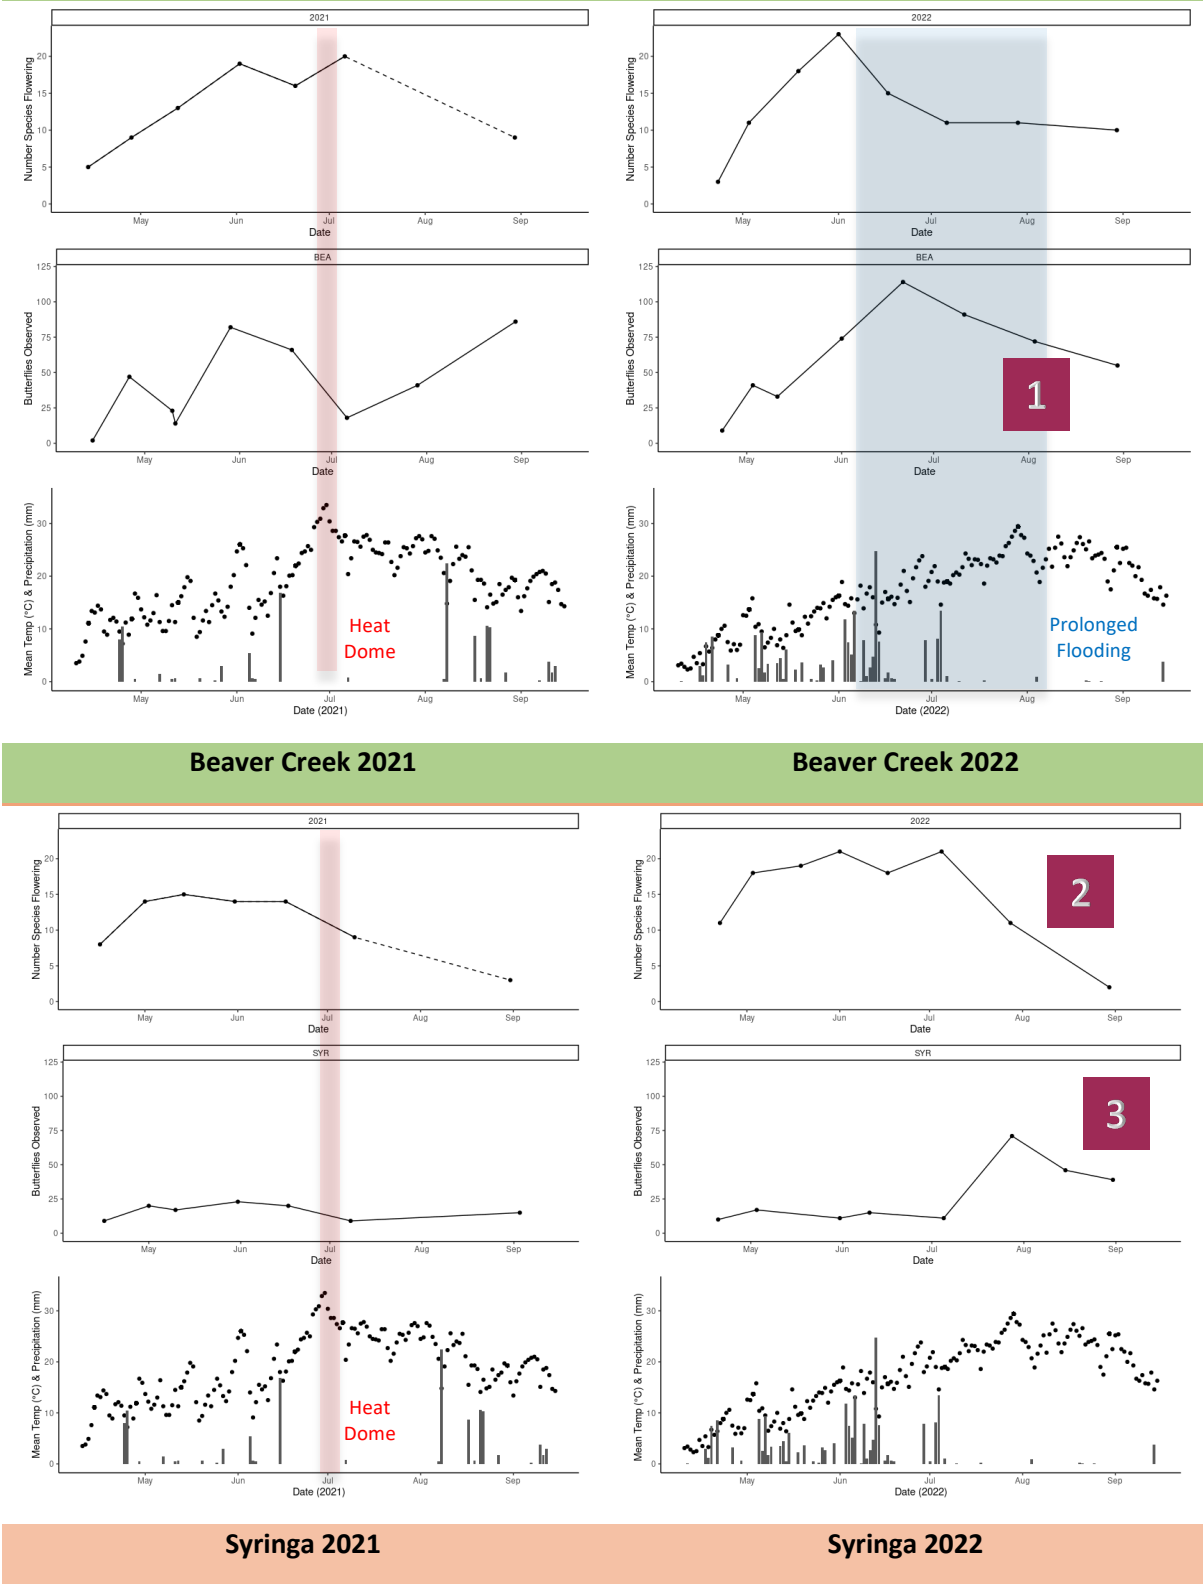 2021
20
15
10
5
0
Number Species Flowering
May Jun Jul Aug Sep
Date
2022
20
15
10
5
0
Number Species Flowering
May Jun Jul Aug Sep
Date
BEA
125
100
75
50
25
0
Butterflies Observed
May Jun Jul Aug Sep
Date
BEA
125
100
75
50
25
0
Butterflies Observed
1
May Jun Jul Aug Sep
Date
30
20
10
0
Mean Temp (°C) & Precipitation (mm)
Heat
Dome
May Jun Jul Aug Sep
Date (2021)
30
20
10
0
Mean Temp (°C) & Precipitation (mm)
Prolonged
Flooding
May Jun Jul Aug Sep
Date (2022)
Beaver Creek 2021
Beaver Creek 2022
2021
20
15
10
5
0
Number Species Flowering
May Jun Jul Aug Sep
Date
2022
20
15
10
5
0
Number Species Flowering
2
May Jun Jul Aug Sep
Date
SYR
125
100
75
50
25
0
Butterflies Observed
May Jun Jul Aug Sep
Date
SYR
125
100
75
50
25
0
Butterflies Observed
3
May Jun Jul Aug Sep
Date
30
20
10
0
Mean Temp (°C) & Precipitation (mm)
Heat
Dome
May Jun Jul Aug Sep
Date (2021)
30
20
10
0
Mean Temp (°C) & Precipitation (mm)
May Jun Jul Aug Sep
Date (2022)
Syringa 2021
Syringa 2022